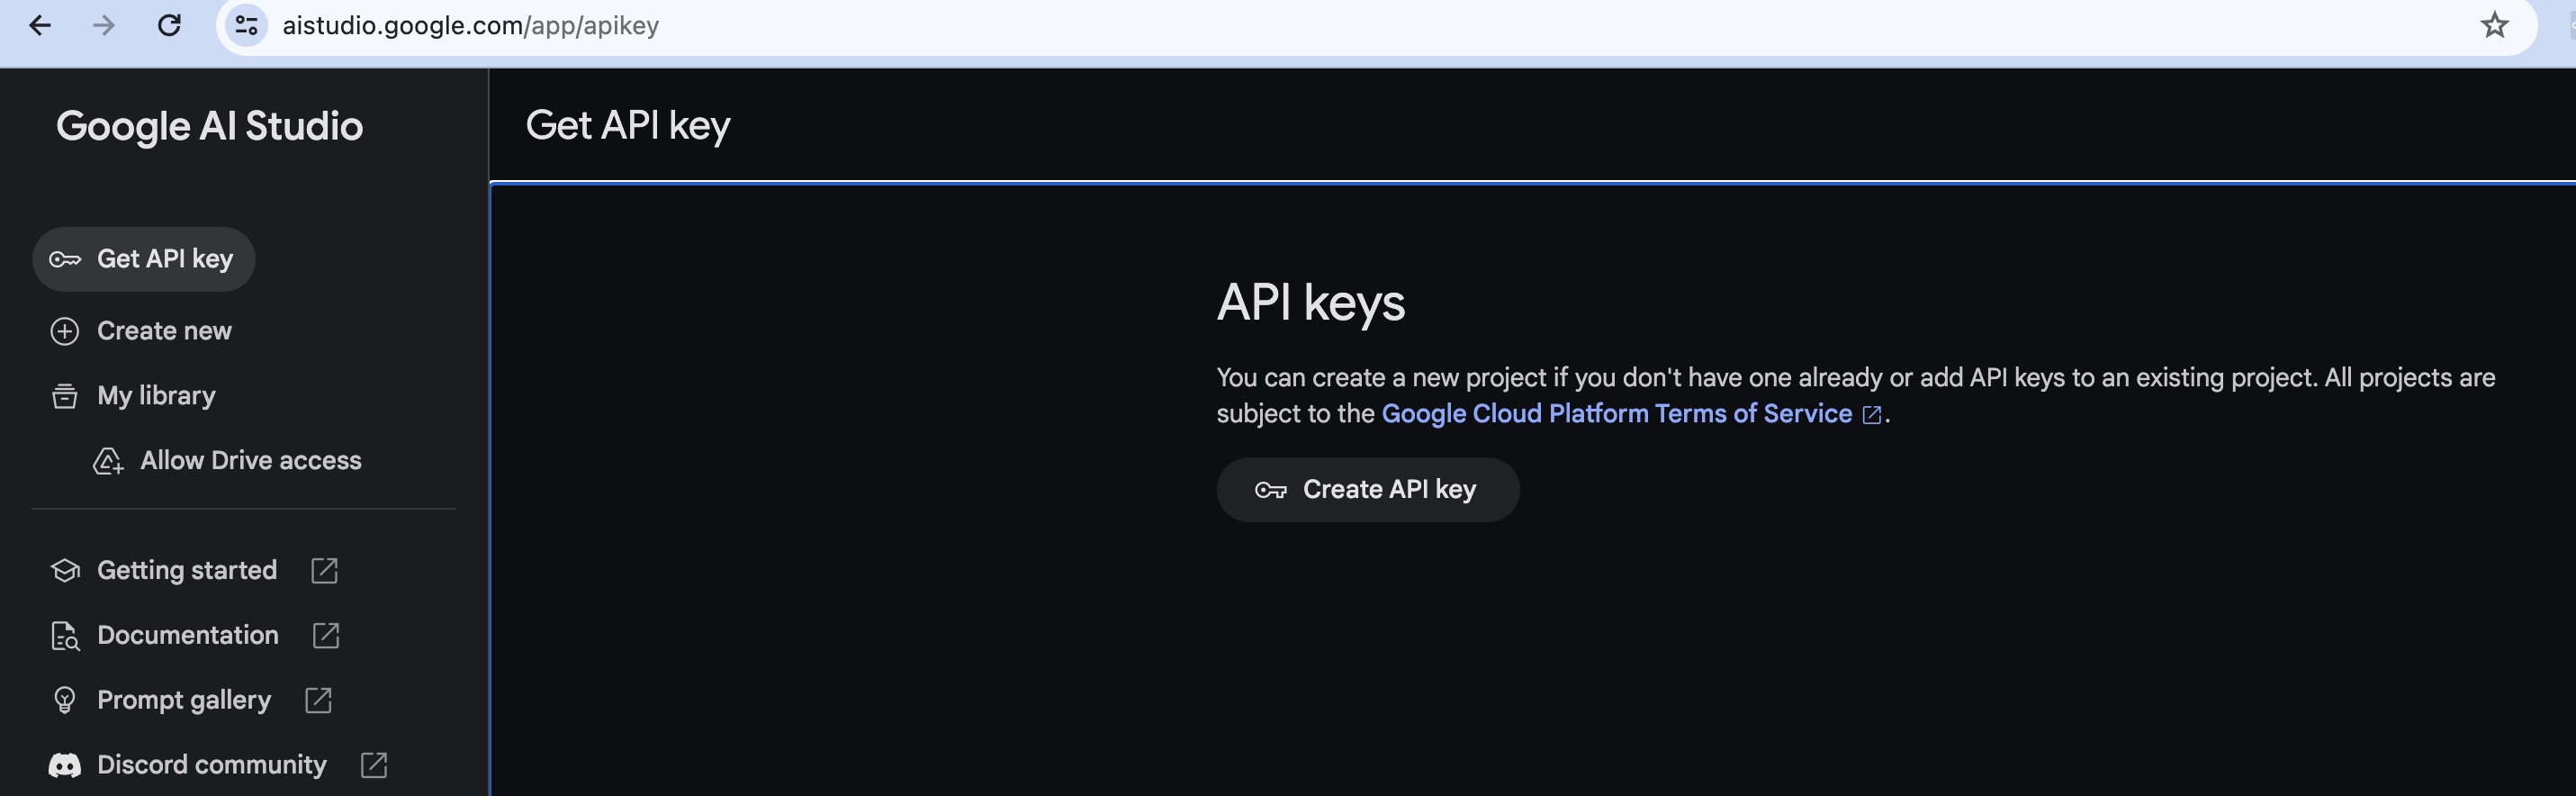 aistudio.google.com/app/apikey
Google AI Studio
Get API key
Create new
My library
Allow Drive access
Getting started
Documentation
Prompt gallery
Discord community
Get API key
API keys
You can create a new project if you don't have one already or add API keys to an existing project. All projects are
subject to the Google Cloud Platform Terms of Service.
Create API key